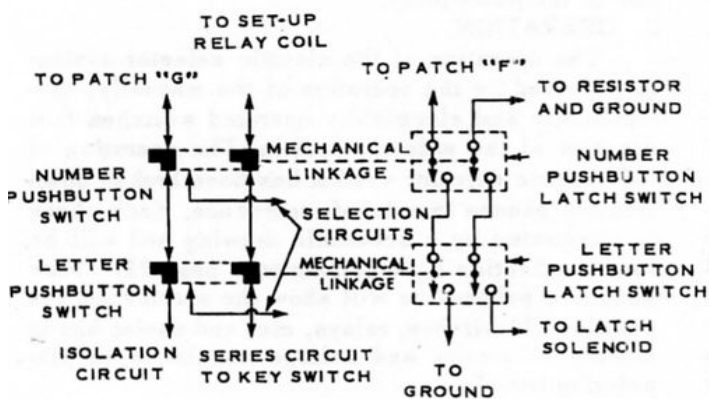 TO SET-UP
RELAY COIL
TO PATCH "G"
TO PATCH "F"
TO RESISTOR
AND GROUND
MECHANICAL
LINKAGE
NUMBER
PUSHBUTTON
SWITCH
NUMBER
PUSHBUTTON
LATCH SWITCH
SELECTION
CIRCUITS
LETTER
PUSHBUTTON
SWITCH
MECHANICAL
LINKAGE
LETTER
PUSHBUTTON
LATCH SWITCH
ISOLATION
CIRCUIT
SERIES CIRCUIT
TO KEY SWITCH
TO
GROUND
TO LATCH
SOLENOID